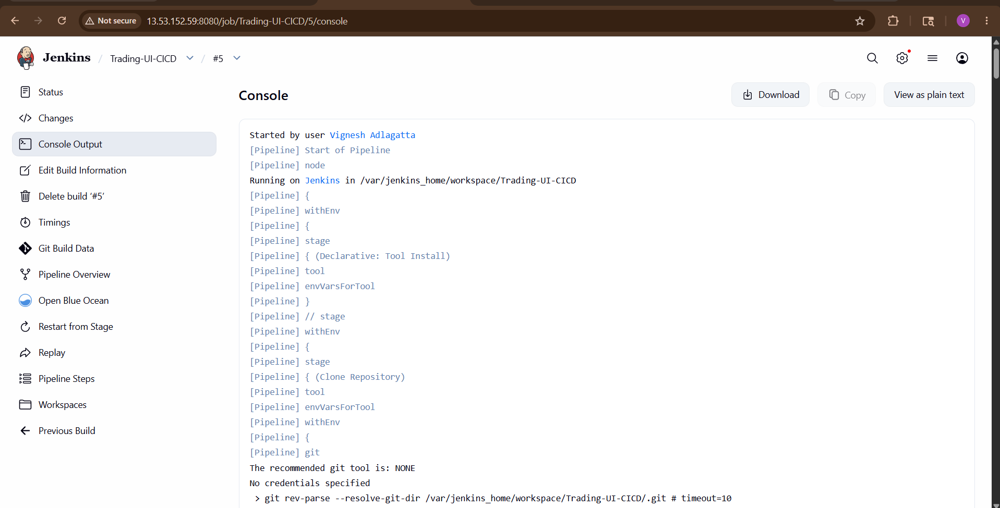 Not secure 13.53.152.59:8080/job/Trading-UI-CICD/5/console
V
Jenkins / Trading-UI-CICD / #5
Status
Changes
Console Output
Edit Build Information
Delete build ‘#5’
Timings
Git Build Data
Pipeline Overview
Open Blue Ocean
Restart from Stage
Replay
Pipeline Steps
Workspaces
Previous Build
Console
Download
Copy
View as plain text
Started by user Vignesh Adlagatta
[Pipeline] Start of Pipeline
[Pipeline] node
Running on Jenkins in /var/jenkins_home/workspace/Trading-UI-CICD
[Pipeline] {
[Pipeline] withEnv
[Pipeline] {
[Pipeline] stage
[Pipeline] { (Declarative: Tool Install)
[Pipeline] tool
[Pipeline] envVarsForTool
[Pipeline] }
[Pipeline] // stage
[Pipeline] withEnv
[Pipeline] {
[Pipeline] stage
[Pipeline] { (Clone Repository)
[Pipeline] tool
[Pipeline] envVarsForTool
[Pipeline] withEnv
[Pipeline] {
[Pipeline] git
The recommended git tool is: NONE
No credentials specified
> git rev-parse --resolve-git-dir /var/jenkins_home/workspace/Trading-UI-CICD/.git # timeout=10